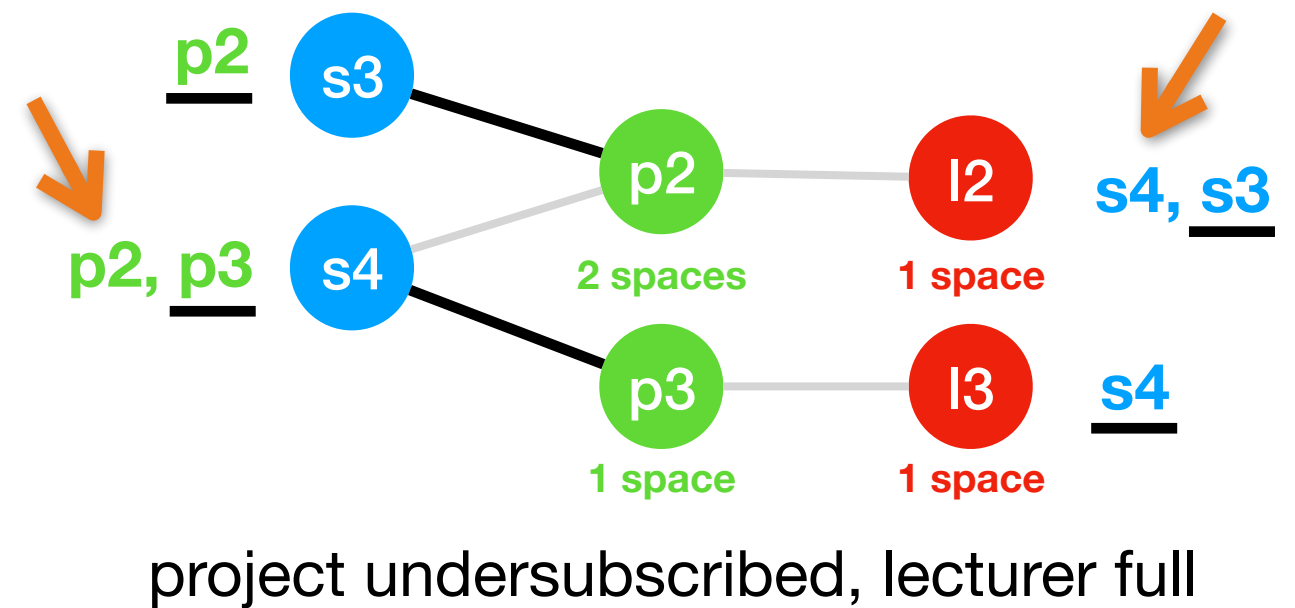 p2
s3
p2
l2
s4, s3
p2, p3
s4
2 spaces
1 space
p3
l3
s4
1 space
1 space
project undersubscribed, lecturer full